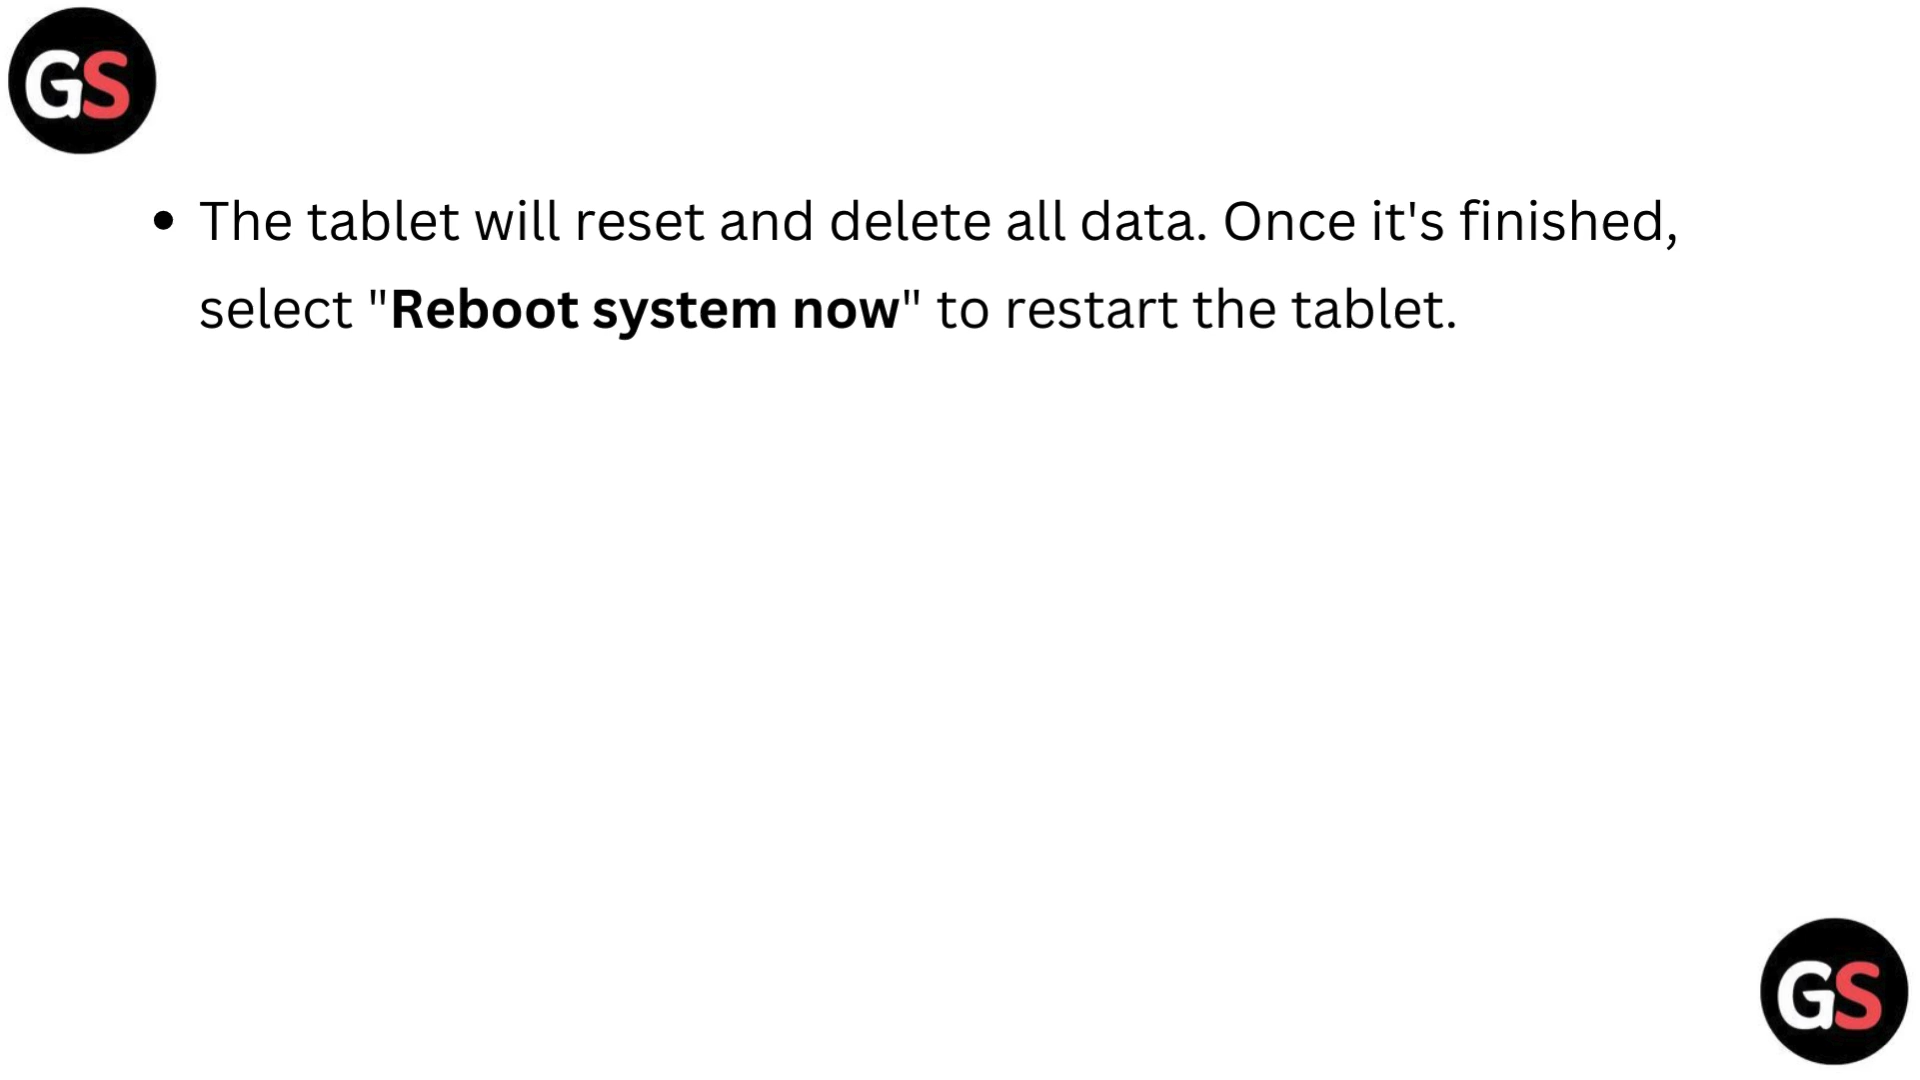 GS
• The tablet will reset and delete all data. Once it's finished,
select "Reboot system now" to restart the tablet.
GS